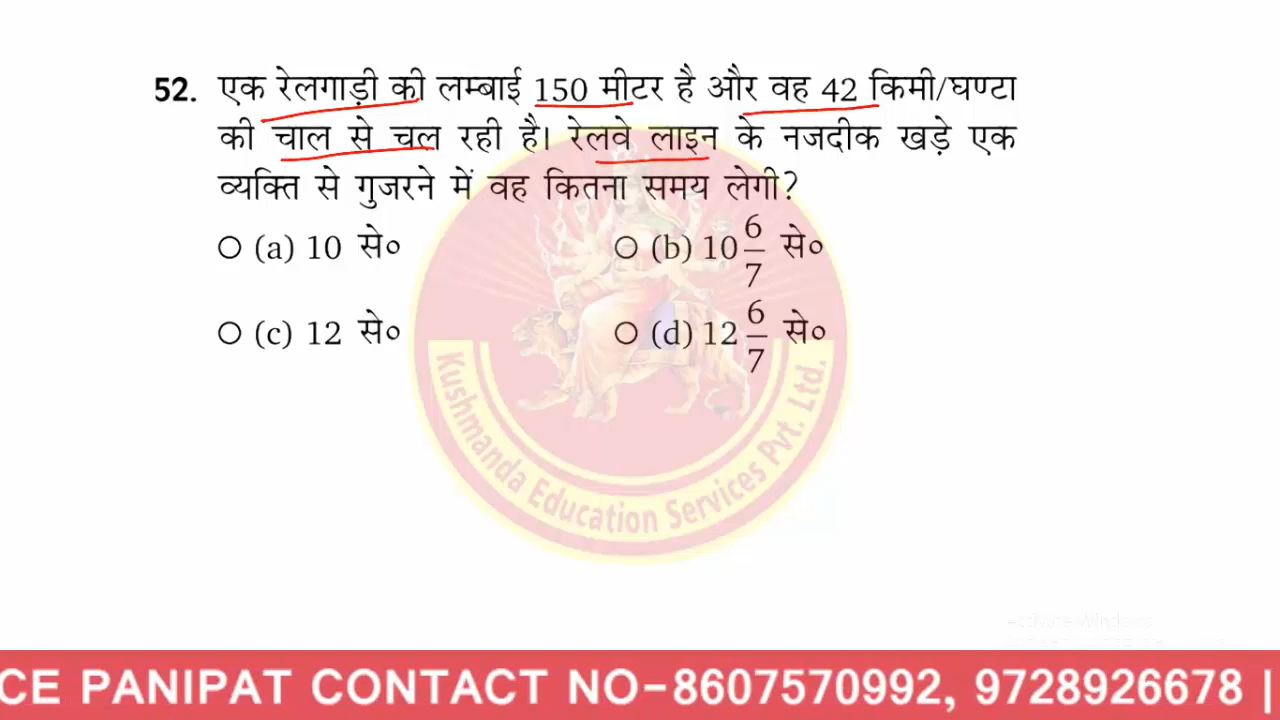 52. एक रेलगाड़ी की लम्बाई 150 मीटर है और वह 42 किमी/घण्टा
की चाल से चल रही है। रेलवे लाइन के नजदीक खड़े एक
व्यक्ति से गुजरने में वह कितना समय लेगी?
(a) 10 से० (b) 10 6/7 से०
(c) 12 से० (d) 12 6/7 से०
Kushmanda Education Services Pvt. Ltd.
CE PANIPAT CONTACT NO-8607570992, 9728926678 |